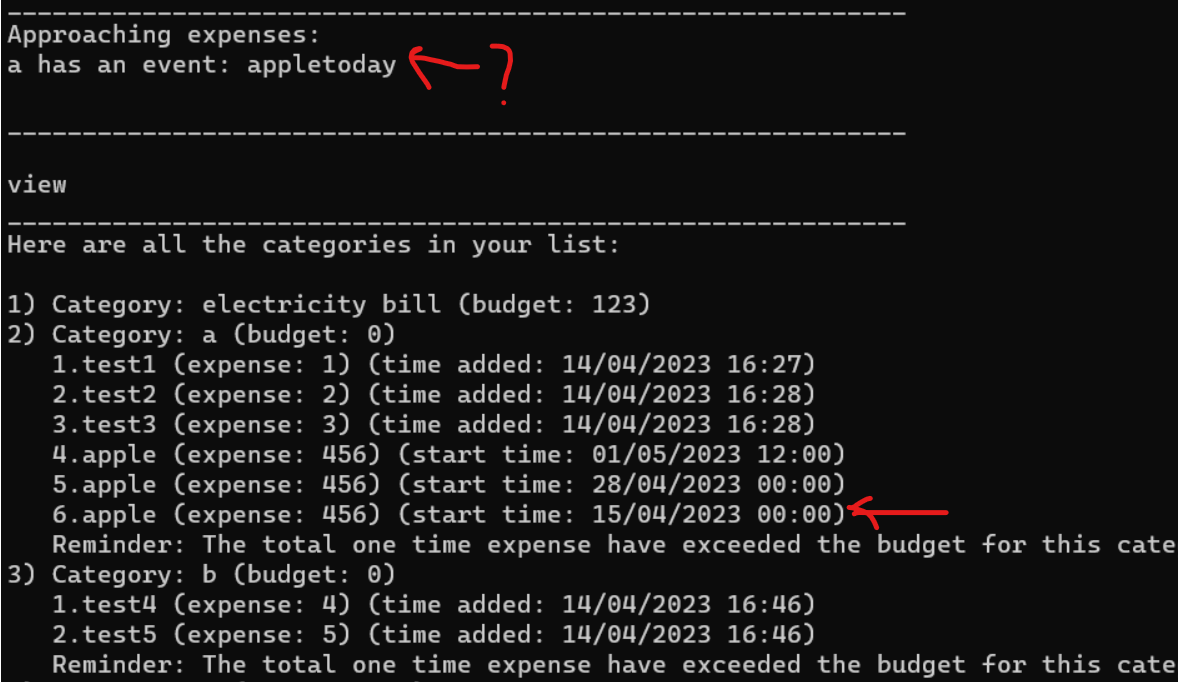 ------------------------------------------------------------
Approaching expenses:
a has an event: appletoday ?
------------------------------------------------------------
view
------------------------------------------------------------
Here are all the categories in your list:
1) Category: electricity bill (budget: 123)
2) Category: a (budget: 0)
1.test1 (expense: 1) (time added: 14/04/2023 16:27)
2.test2 (expense: 2) (time added: 14/04/2023 16:28)
3.test3 (expense: 3) (time added: 14/04/2023 16:28)
4.apple (expense: 456) (start time: 01/05/2023 12:00)
5.apple (expense: 456) (start time: 28/04/2023 00:00)
6.apple (expense: 456) (start time: 15/04/2023 00:00)
Reminder: The total one time expense have exceeded the budget for this cate
3) Category: b (budget: 0)
1.test4 (expense: 4) (time added: 14/04/2023 16:46)
2.test5 (expense: 5) (time added: 14/04/2023 16:46)
Reminder: The total one time expense have exceeded the budget for this cate